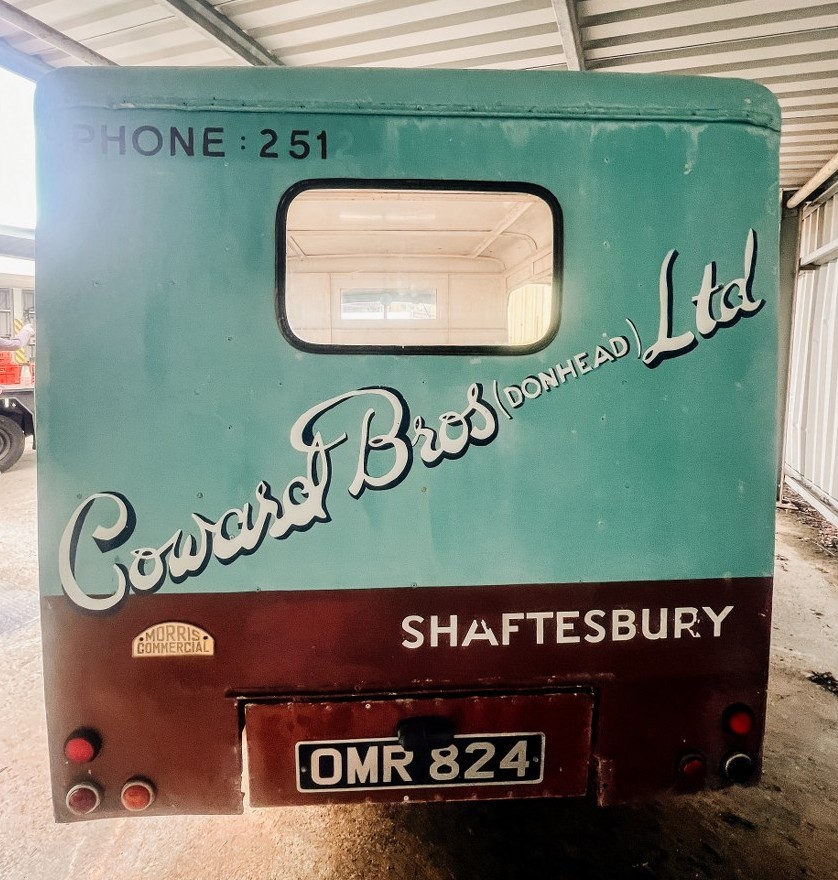 PHONE : 251
Coward Bros (DONHEAD) Ltd
SHAFTESBURY
MORRIS
COMMERCIAL
OMR 824